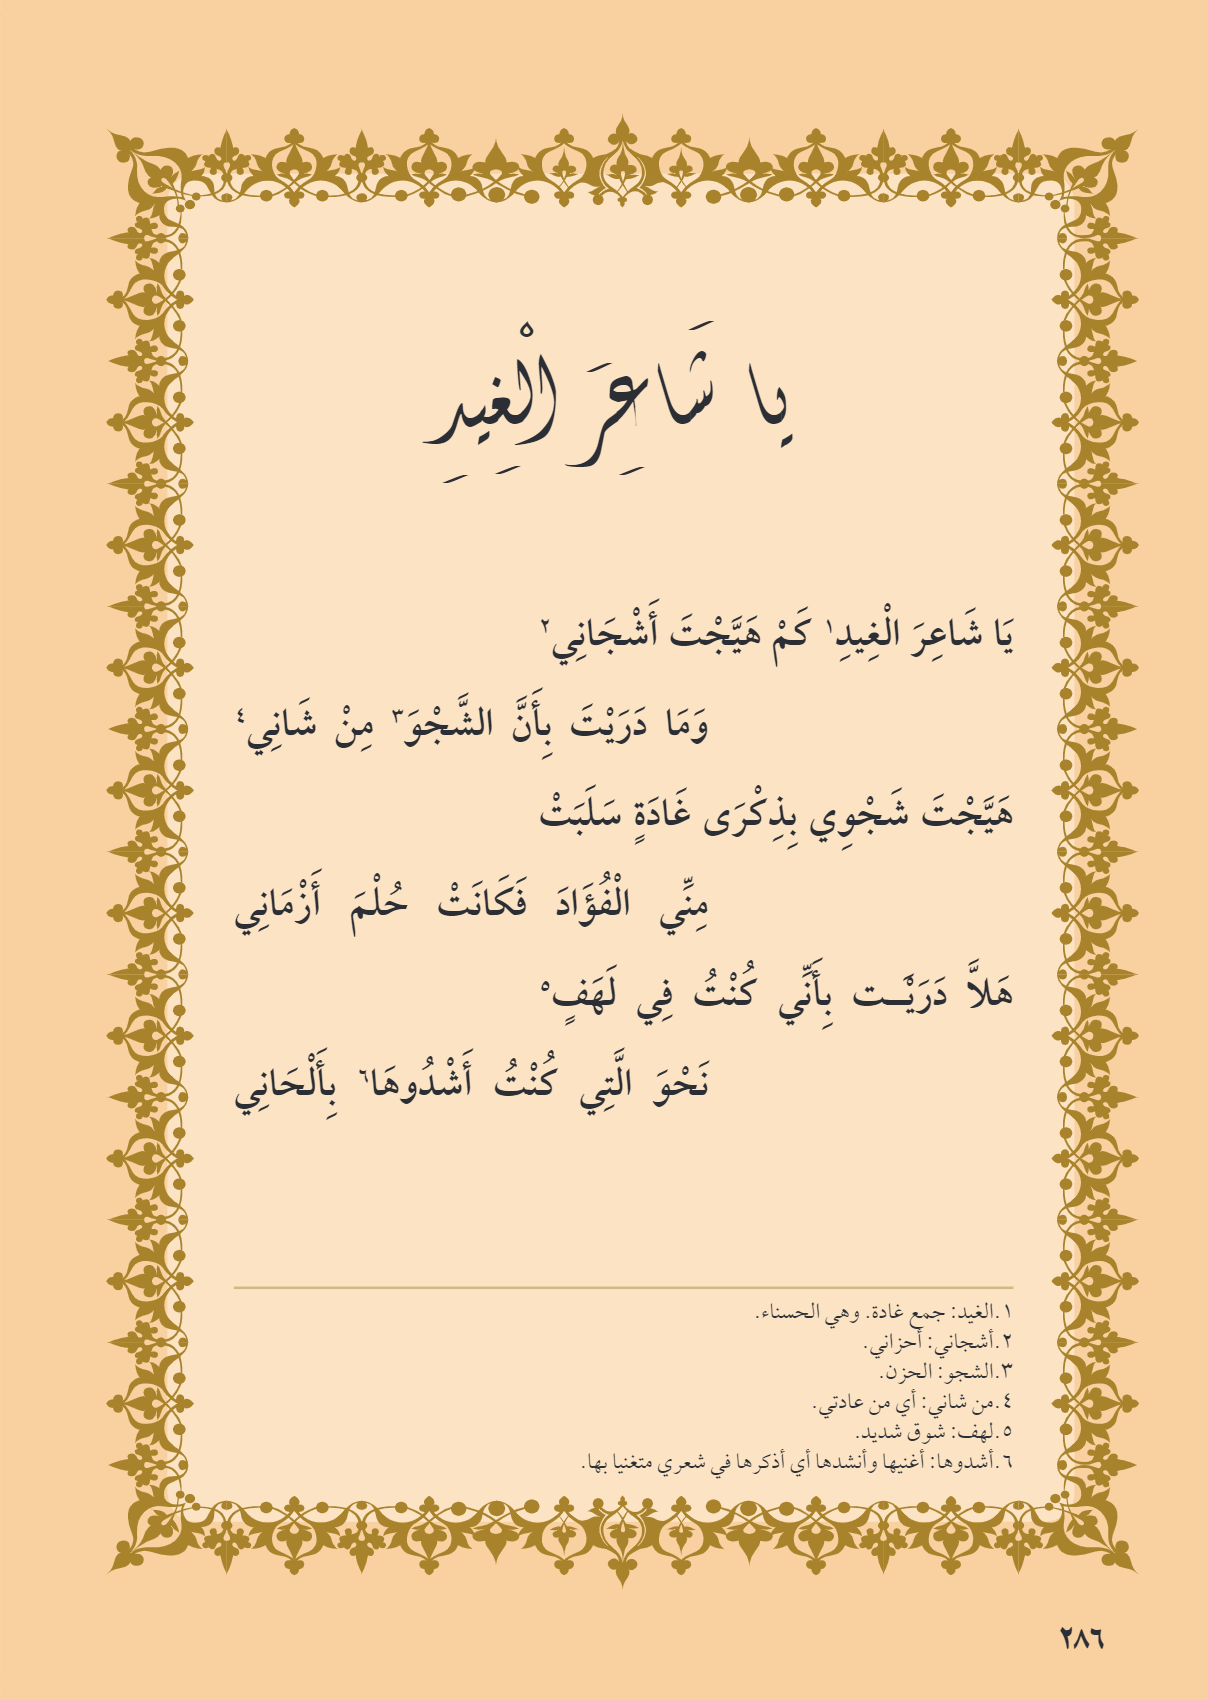 يا شَاعِرَ الْغِيدِ
يَا شَاعِرَ الْغِيدِ١ كَمْ هَيَّجْتَ أَشْجَانِي٢
وَمَا دَرَيْتَ بِأَنَّ الشَّجْوَ٣ مِنْ شَانِي٤
هَيَّجْتَ شَجْوِي بِذِكْرَى غَادَةٍ سَلَبَتْ
مِنِّي الْفُؤَادَ فَكَانَتْ حُلْمَ أَزْمَانِي
هَلاَّ دَرَيْـــت بِأَنِّي كُنْتُ فِي لَهَفٍ٥
نَحْوَ الَّتِي كُنْتُ أَشْدُوهَا٦ بِأَلْحَانِي
١.الغيد: جمع غادة. وهي الحسناء.
٢.أشجاني: أحزاني.
٣.الشجو: الحزن.
٤.من شاني: أي من عادتي.
٥.لهف: شوق شديد.
٦.أشدوها: أغنيها وأنشدها أي أذكرها في شعري متغنيا بها.
٢٨٦